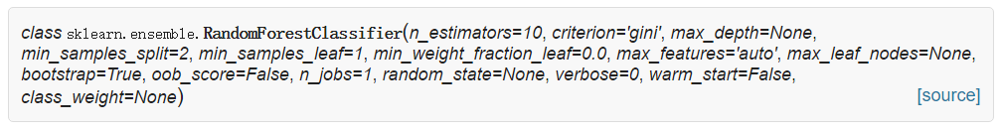 class sklearn.ensemble.RandomForestClassifier(n_estimators=10, criterion='gini', max_depth=None,
min_samples_split=2, min_samples_leaf=1, min_weight_fraction_leaf=0.0, max_features='auto', max_leaf_nodes=None,
bootstrap=True, oob_score=False, n_jobs=1, random_state=None, verbose=0, warm_start=False,
class_weight=None)
[source]